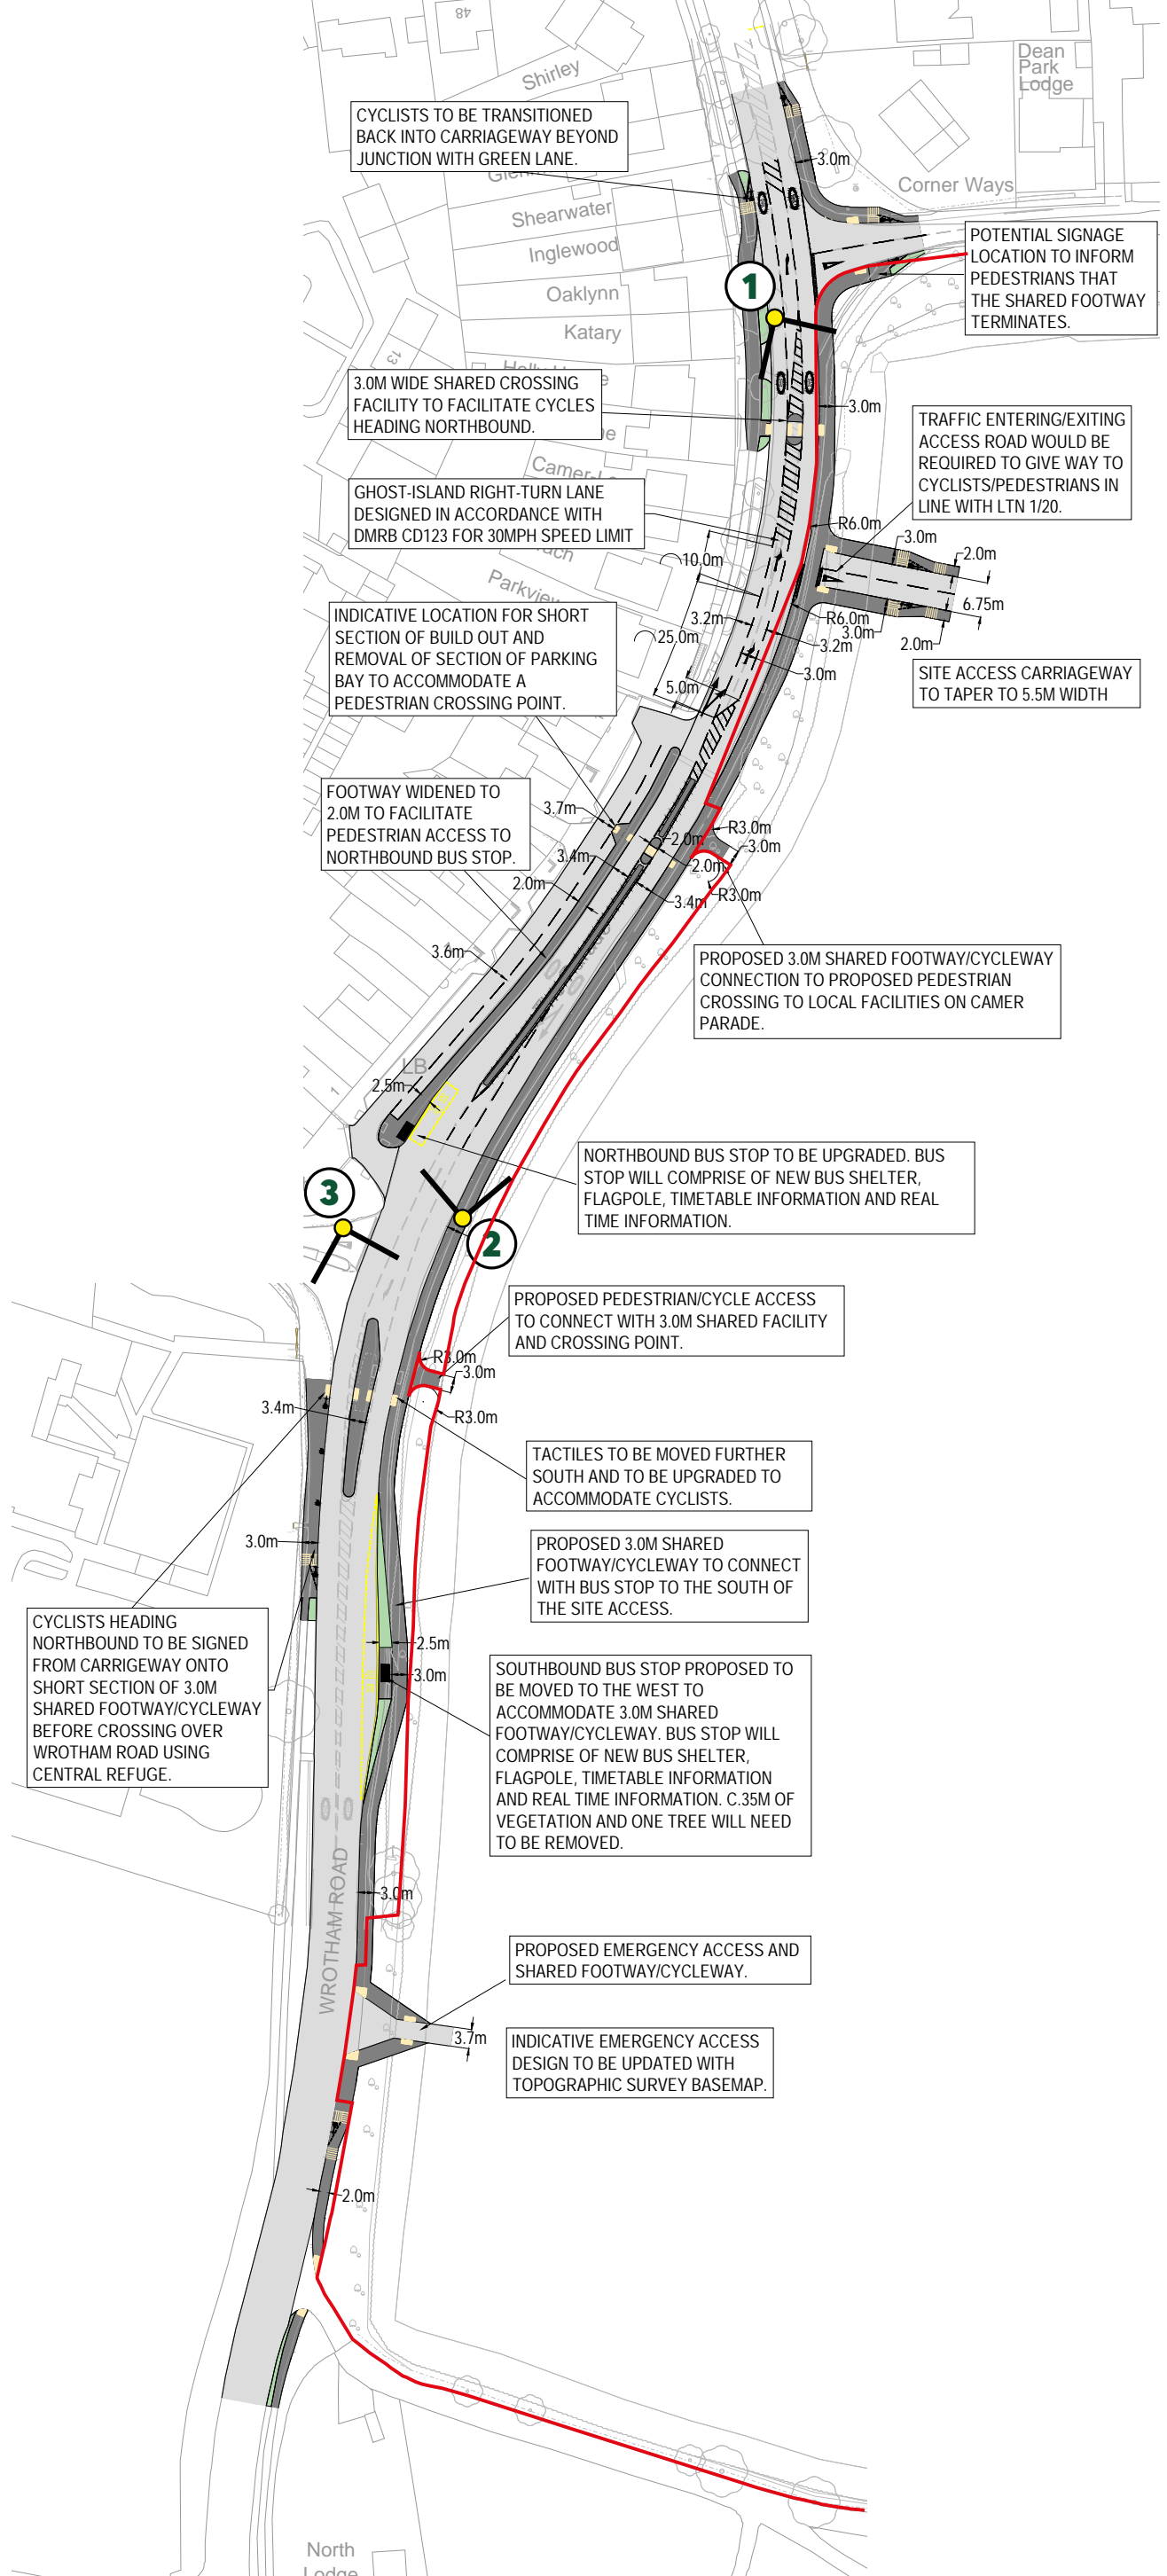 48
Shirley
Dean
Park
Lodge
CYCLISTS TO BE TRANSITIONED
BACK INTO CARRIAGEWAY BEYOND
JUNCTION WITH GREEN LANE.
3.0m
Corner Ways
Shearwater
Inglewood
POTENTIAL SIGNAGE
LOCATION TO INFORM
PEDESTRIANS THAT
THE SHARED FOOTWAY
TERMINATES.
1
Oaklynn
Katary
13
3.0M WIDE SHARED CROSSING
FACILITY TO FACILITATE CYCLES
HEADING NORTHBOUND.
3.0m
TRAFFIC ENTERING/EXITING
ACCESS ROAD WOULD BE
REQUIRED TO GIVE WAY TO
CYCLISTS/PEDESTRIANS IN
LINE WITH LTN 1/20.
GHOST-ISLAND RIGHT-TURN LANE
DESIGNED IN ACCORDANCE WITH
DMRB CD123 FOR 30MPH SPEED LIMIT
R6.0m
3.0m
2.0m
10.0m
Parkview
6.75m
INDICATIVE LOCATION FOR SHORT
SECTION OF BUILD OUT AND
REMOVAL OF SECTION OF PARKING
BAY TO ACCOMMODATE A
PEDESTRIAN CROSSING POINT.
3.2m
R6.0m
25.0m
3.0m
3.2m
2.0m
3.0m
5.0m
SITE ACCESS CARRIAGEWAY
TO TAPER TO 5.5M WIDTH
FOOTWAY WIDENED TO
2.0M TO FACILITATE
PEDESTRIAN ACCESS TO
NORTHBOUND BUS STOP.
3.7m
R3.0m
2.0m
3.0m
3.4m
2.0m
2.0m
R3.0m
3.4m
3.6m
PROPOSED 3.0M SHARED FOOTWAY/CYCLEWAY
CONNECTION TO PROPOSED PEDESTRIAN
CROSSING TO LOCAL FACILITIES ON CAMER
PARADE.
LB
2.5m
1
NORTHBOUND BUS STOP TO BE UPGRADED. BUS
STOP WILL COMPRISE OF NEW BUS SHELTER,
FLAGPOLE, TIMETABLE INFORMATION AND REAL
TIME INFORMATION.
3
2
PROPOSED PEDESTRIAN/CYCLE ACCESS
TO CONNECT WITH 3.0M SHARED FACILITY
AND CROSSING POINT.
R3.0m
3.0m
3.4m
R3.0m
TACTILES TO BE MOVED FURTHER
SOUTH AND TO BE UPGRADED TO
ACCOMMODATE CYCLISTS.
3.0m
PROPOSED 3.0M SHARED
FOOTWAY/CYCLEWAY TO CONNECT
WITH BUS STOP TO THE SOUTH OF
THE SITE ACCESS.
CYCLISTS HEADING
NORTHBOUND TO BE SIGNED
FROM CARRIGEWAY ONTO
SHORT SECTION OF 3.0M
SHARED FOOTWAY/CYCLEWAY
BEFORE CROSSING OVER
WROTHAM ROAD USING
CENTRAL REFUGE.
2.5m
3.0m
SOUTHBOUND BUS STOP PROPOSED TO
BE MOVED TO THE WEST TO
ACCOMMODATE 3.0M SHARED
FOOTWAY/CYCLEWAY. BUS STOP WILL
COMPRISE OF NEW BUS SHELTER,
FLAGPOLE, TIMETABLE INFORMATION
AND REAL TIME INFORMATION. C.35M OF
VEGETATION AND ONE TREE WILL NEED
TO BE REMOVED.
WROTHAM ROAD
3.0m
PROPOSED EMERGENCY ACCESS AND
SHARED FOOTWAY/CYCLEWAY.
3.7m
INDICATIVE EMERGENCY ACCESS
DESIGN TO BE UPDATED WITH
TOPOGRAPHIC SURVEY BASEMAP.
2.0m
North
Lodge